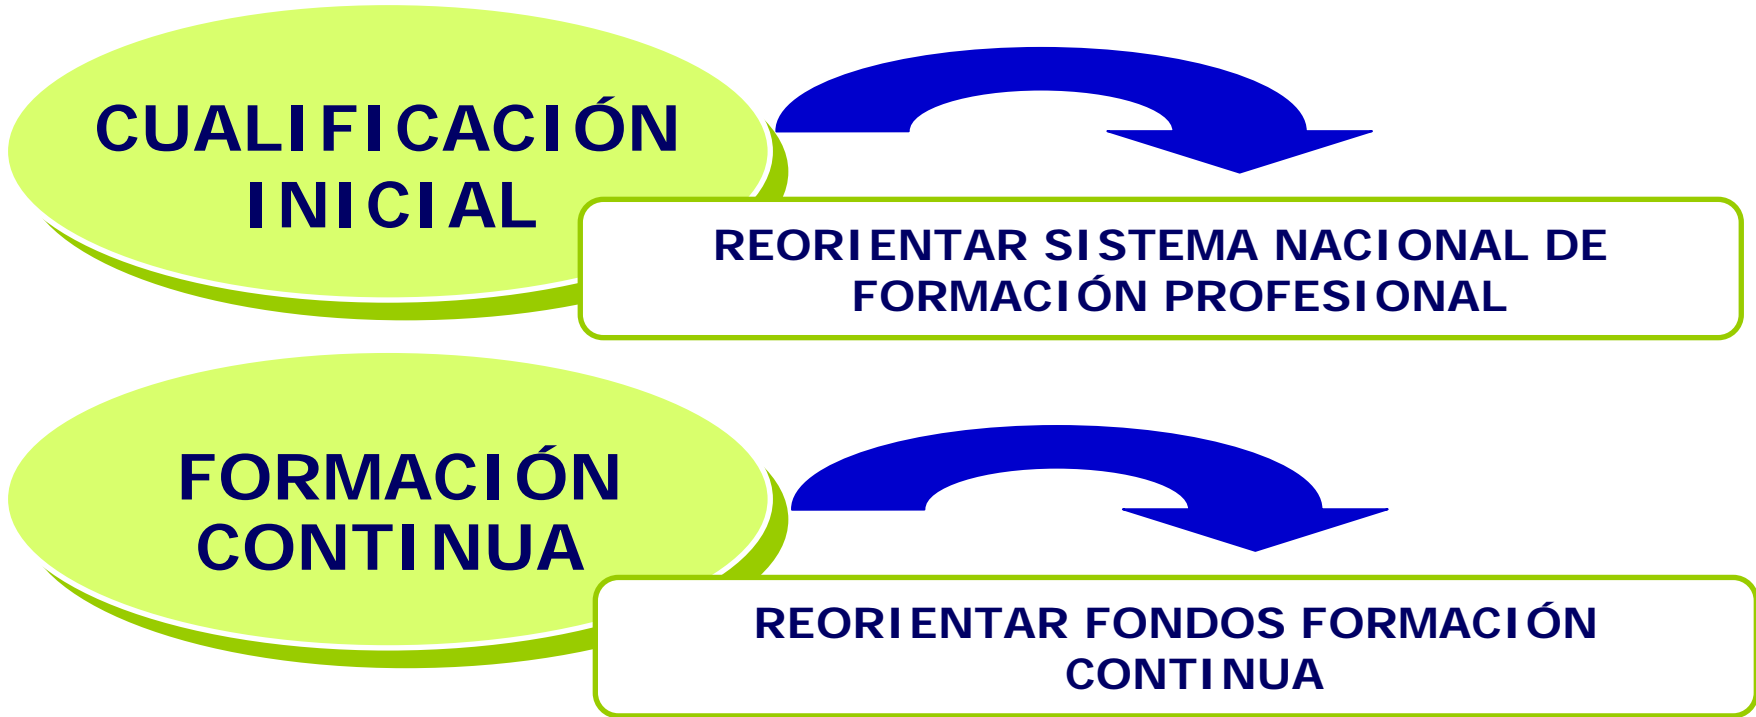 CUALIFICACIÓN
INICIAL
REORIENTAR SISTEMA NACIONAL DE
FORMACIÓN PROFESIONAL
FORMACIÓN
CONTINUA
REORIENTAR FONDOS FORMACIÓN
CONTINUA